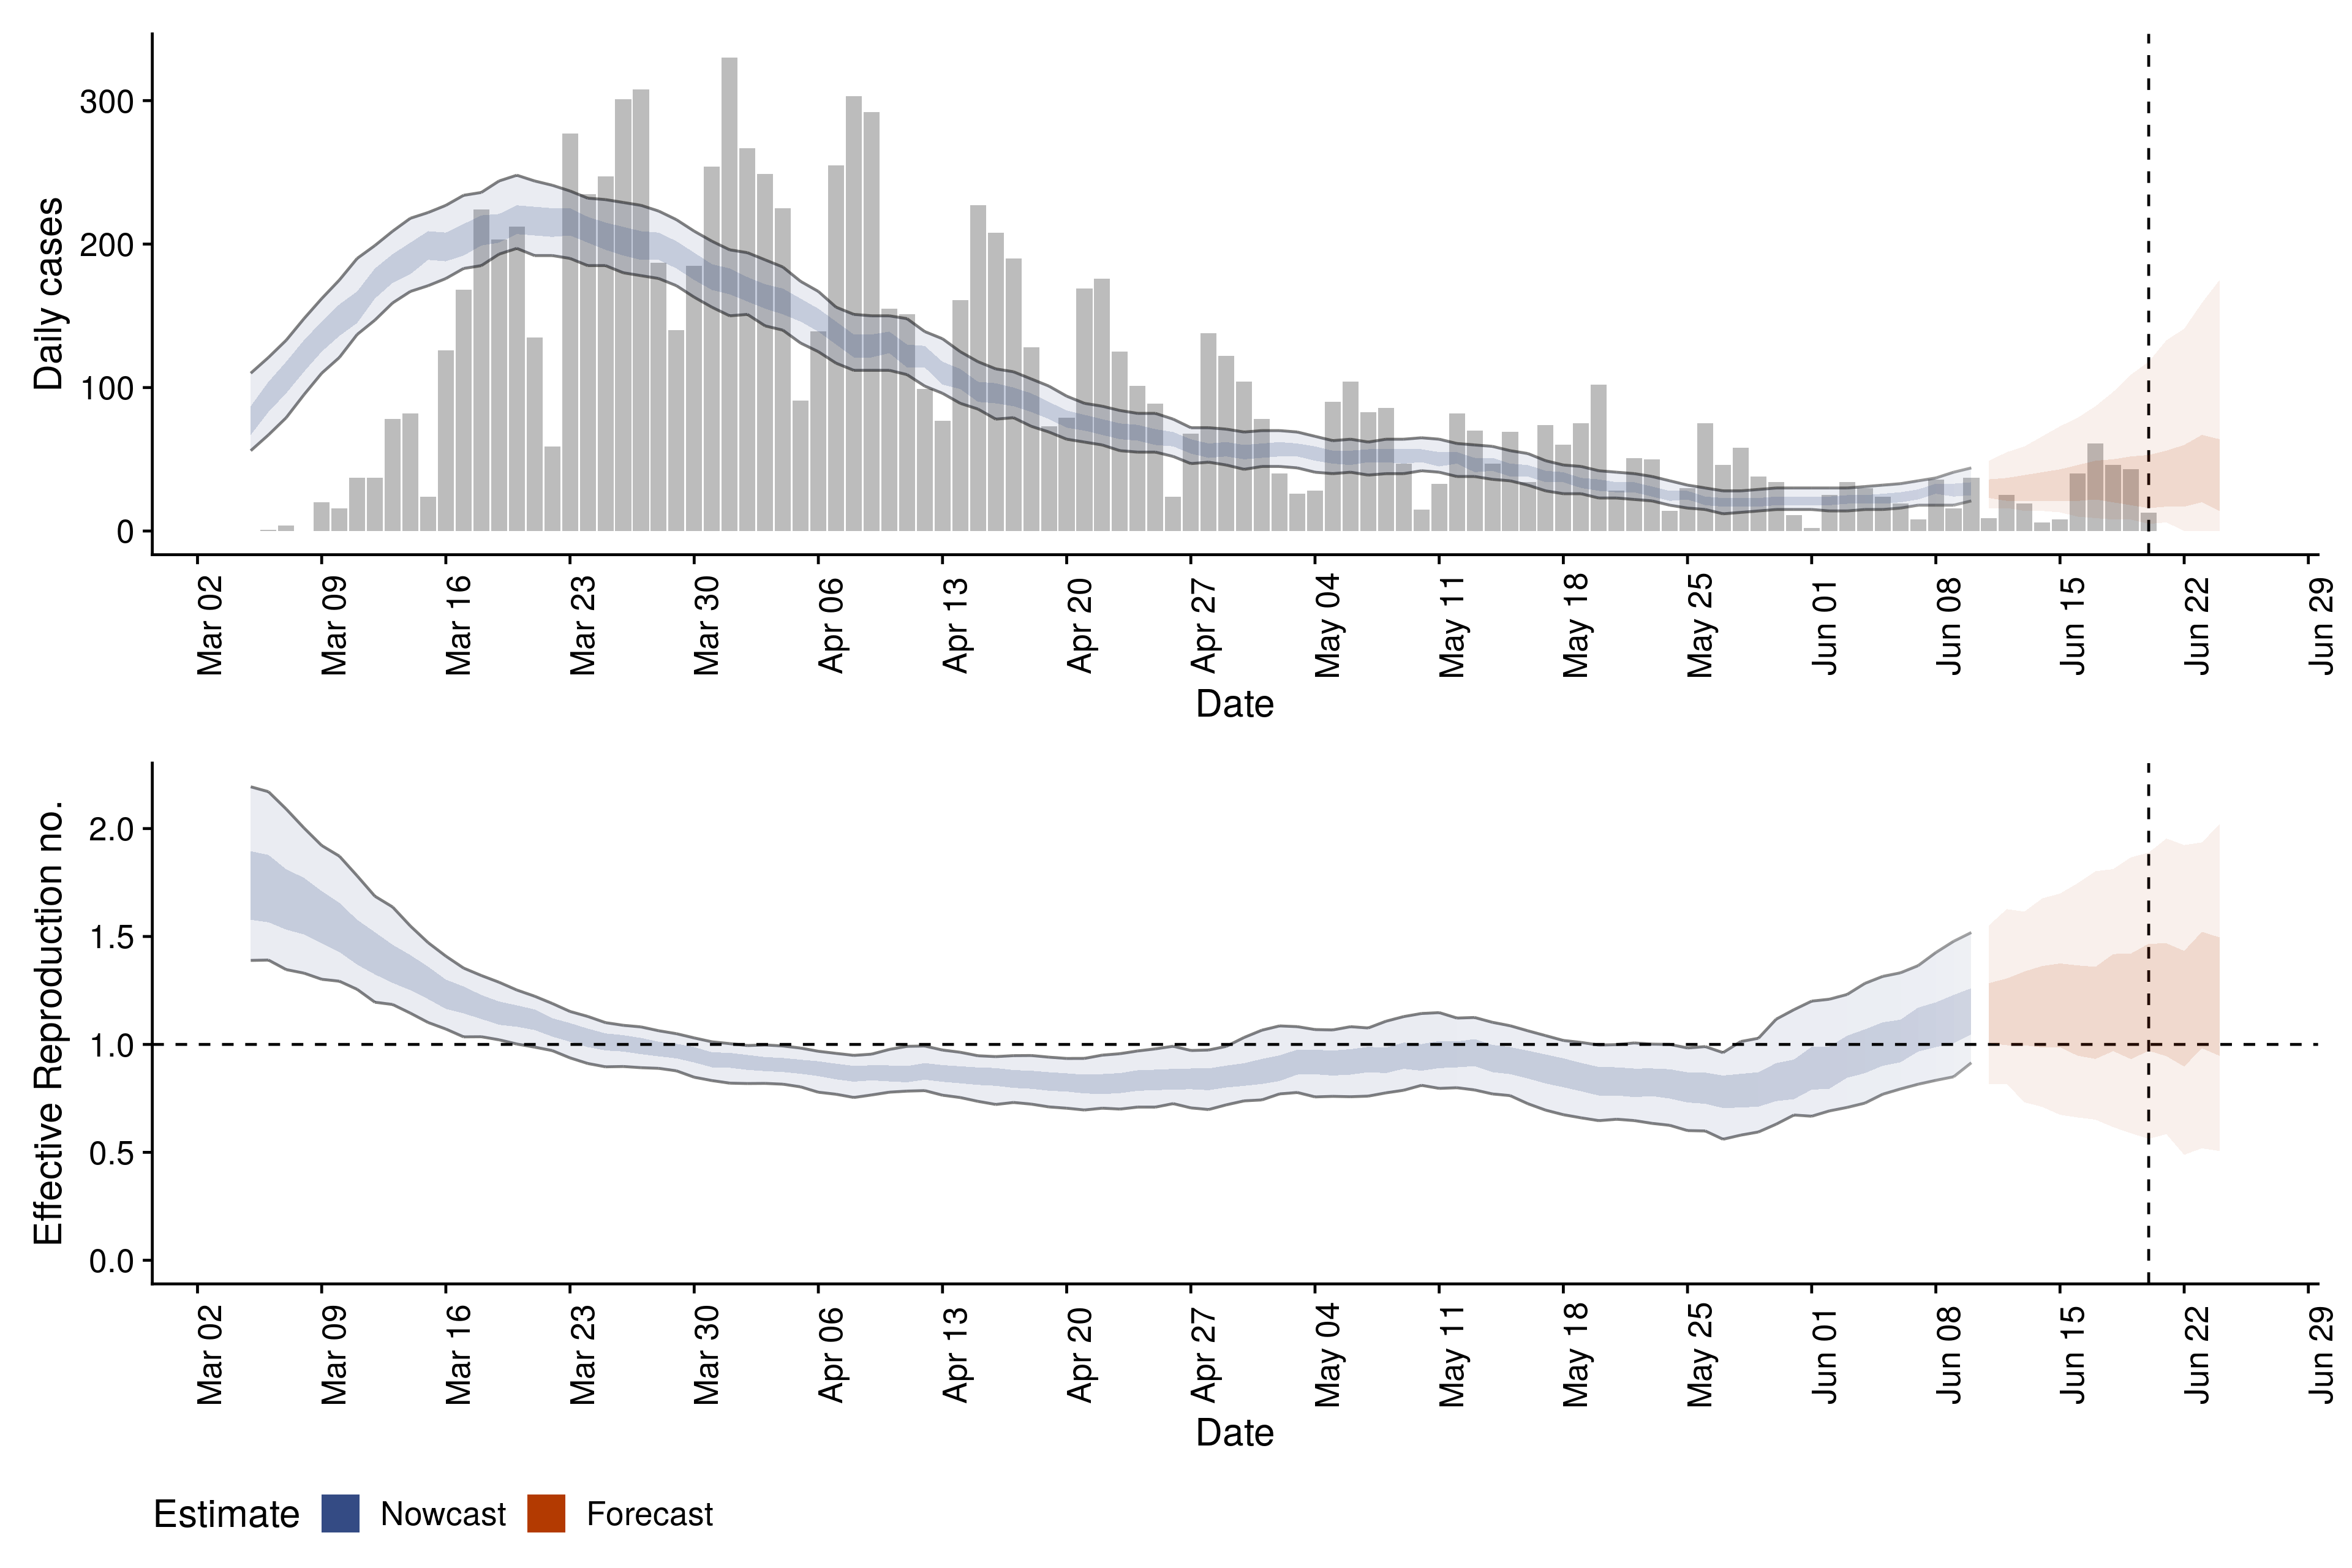 Daily cases
300
200
100
0
Mar 02 Mar 09 Mar 16 Mar 23 Mar 30 Apr 06 Apr 13 Apr 20 Apr 27 May 04 May 11 May 18 May 25 Jun 01 Jun 08 Jun 15 Jun 22 Jun 29
Date
Effective Reproduction no.
2.0
1.5
1.0
0.5
0.0
Mar 02 Mar 09 Mar 16 Mar 23 Mar 30 Apr 06 Apr 13 Apr 20 Apr 27 May 04 May 11 May 18 May 25 Jun 01 Jun 08 Jun 15 Jun 22 Jun 29
Date
Estimate Nowcast Forecast